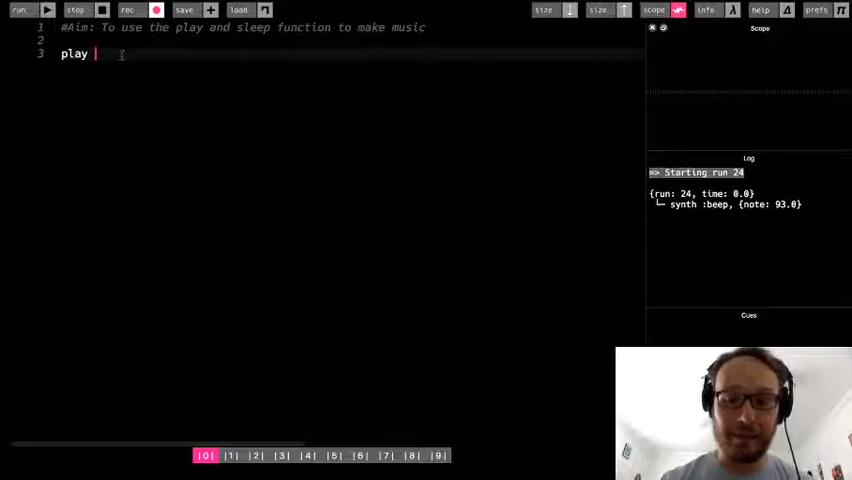 run stop rec save + load size size scope info λ help Δ prefs π
1 #Aim: To use the play and sleep function to make music
2
3 play
Scope
Log
=> Starting run 24
{run: 24, time: 0.0}
└─ synth :beep, {note: 93.0}
Cues
|0| |1| |2| |3| |4| |5| |6| |7| |8| |9|